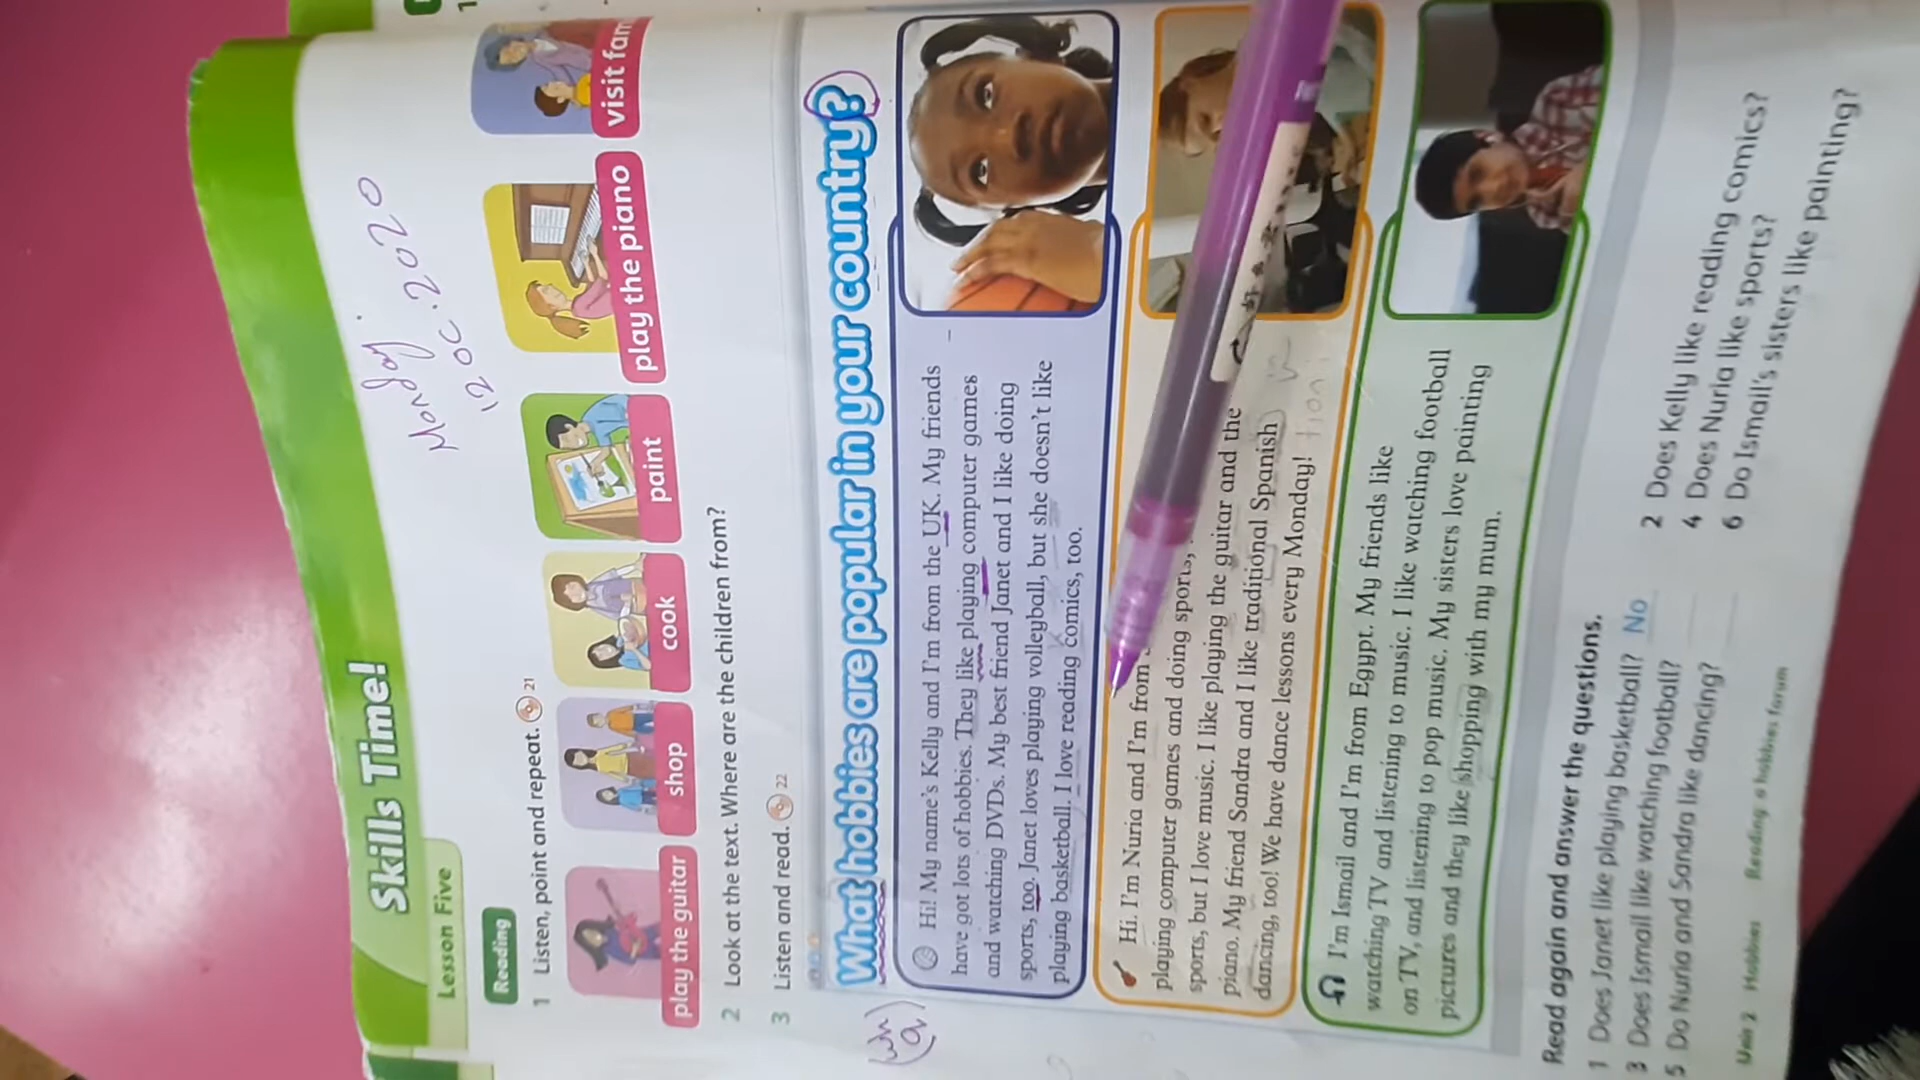 Skills Time!
Lesson Five
Monday.
12 Oc. 2020
Reading
1 Listen, point and repeat. 21
play the guitar
shop
cook
paint
play the piano
visit fam
2 Look at the text. Where are the children from?
3 Listen and read. 22
(wh)
What hobbies are popular in your country?
Hi! My name's Kelly and I'm from the UK. My friends
have got lots of hobbies. They like playing computer games
and watching DVDs. My best friend Janet and I like doing
sports, too. Janet loves playing volleyball, but she doesn't like
playing basketball. I love reading comics, too.
Hi. I'm Nuria and I'm from
playing computer games and doing sports,
sports, but I love music. I like playing the guitar and the
piano. My friend Sandra and I like traditional Spanish
dancing, too! We have dance lessons every Monday!
I'm Ismail and I'm from Egypt. My friends like
watching TV and listening to music. I like watching football
on TV, and listening to pop music. My sisters love painting
pictures and they like shopping with my mum.
Read again and answer the questions.
1 Does Janet like playing basketball? No
2 Does Kelly like reading comics?
3 Does Ismail like watching football?
4 Does Nuria like sports?
5 Do Nuria and Sandra like dancing?
6 Do Ismail's sisters like painting?
Unit 2 Hobbies Reading: a hobbies forum